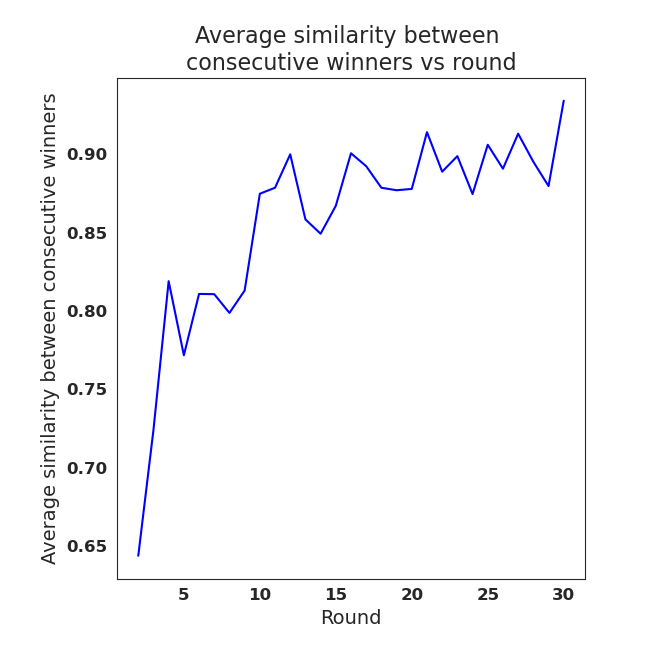 Average similarity between
consecutive winners vs round
Average similarity between consecutive winners
0.90
0.85
0.80
0.75
0.70
0.65
5 10 15 20 25 30
Round